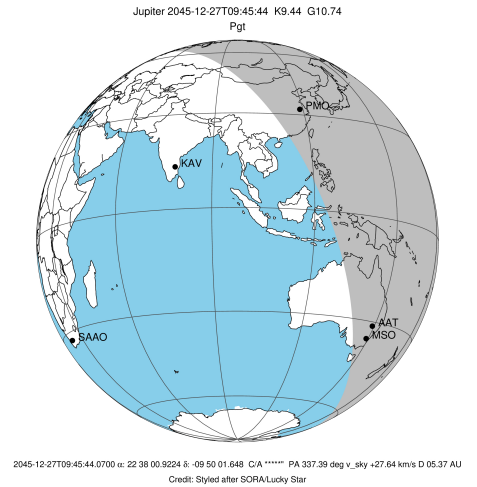 Jupiter 2045-12-27T09:45:44 K9.44 G10.74
Pgt
PMO
KAV
AAT
MSO
SAAO
2045-12-27T09:45:44.0700 α: 22 38 00.9224 δ: -09 50 01.648 C/A *****" PA 337.39 deg v_sky +27.64 km/s D 05.37 AU
Credit: Styled after SORA/Lucky Star